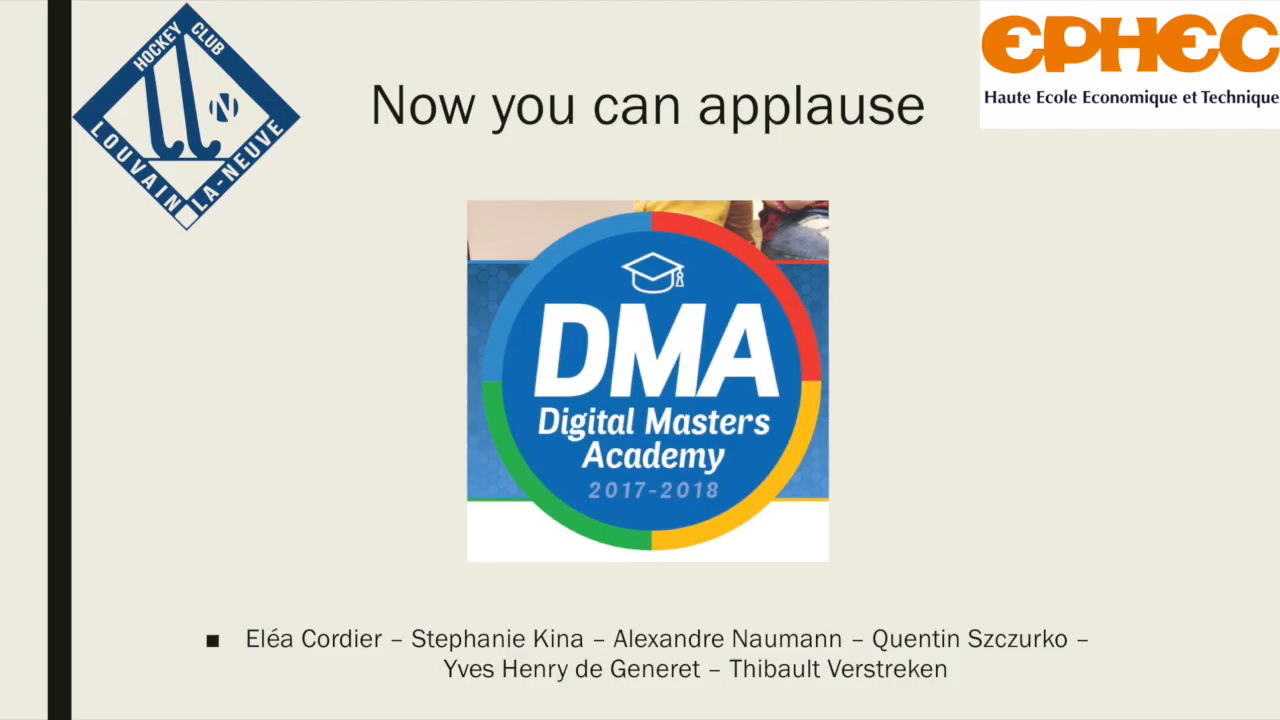 HOCKEY CLUB
LOUVAIN LA-NEUVE
N
EPHEC
Haute Ecole Economique et Technique
Now you can applause
DMA
Digital Masters
Academy
2017-2018
■ Eléa Cordier – Stephanie Kina – Alexandre Naumann – Quentin Szczurko –
Yves Henry de Generet – Thibault Verstreken